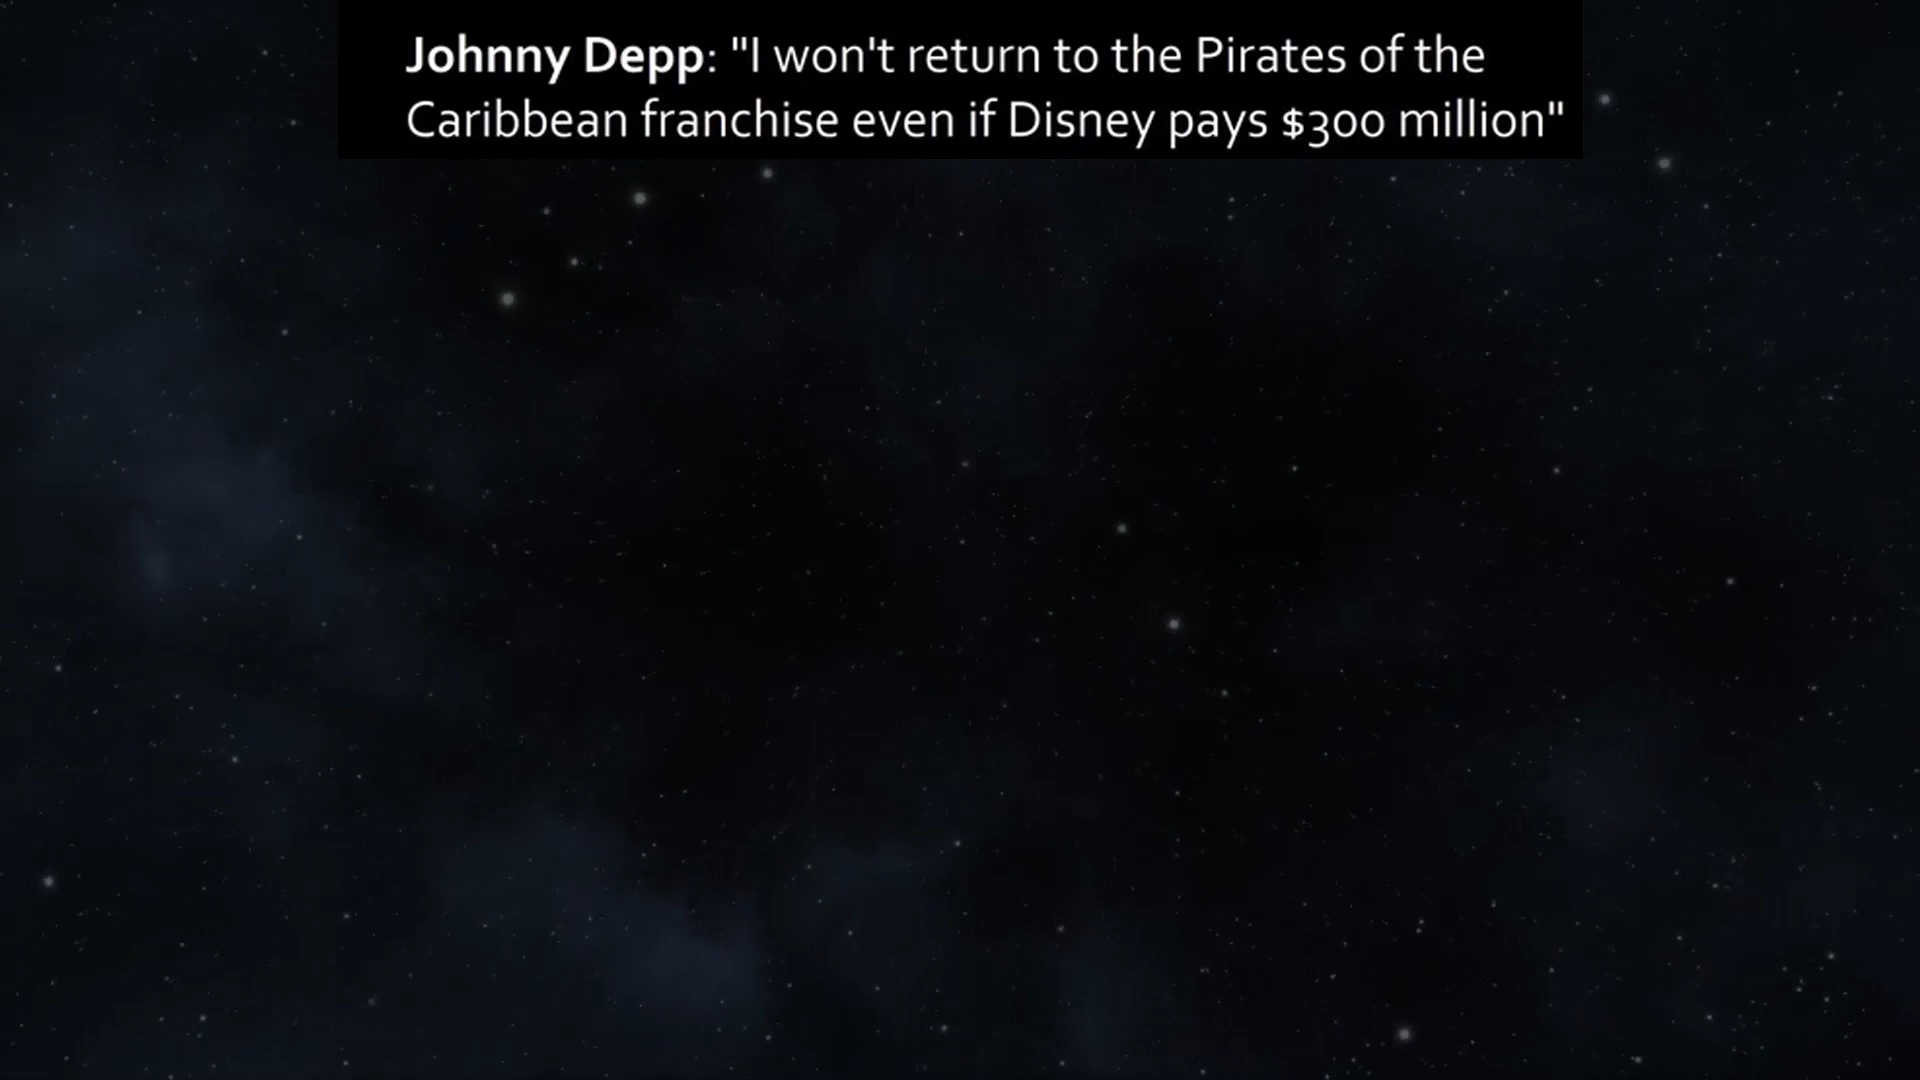 Johnny Depp: "I won't return to the Pirates of the
Caribbean franchise even if Disney pays $300 million"